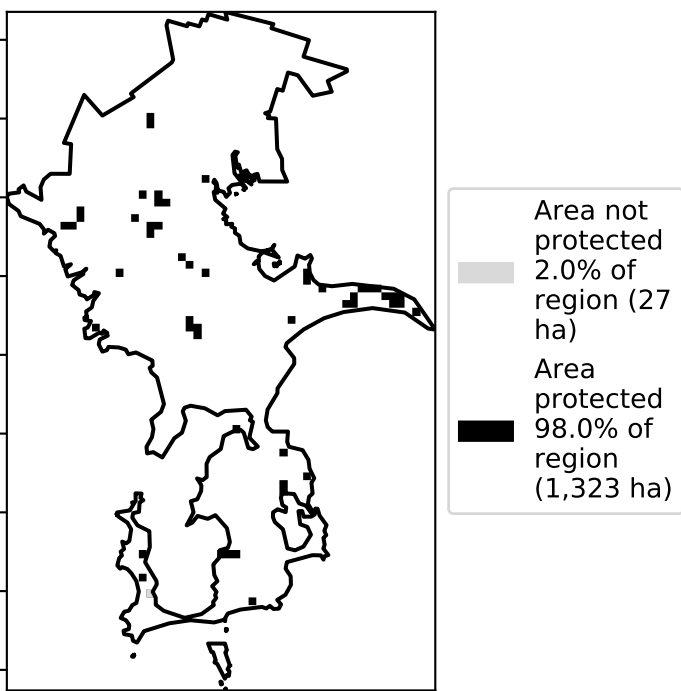 Area not
protected
2.0% of
region (27
ha)
Area
protected
98.0% of
region
(1,323 ha)